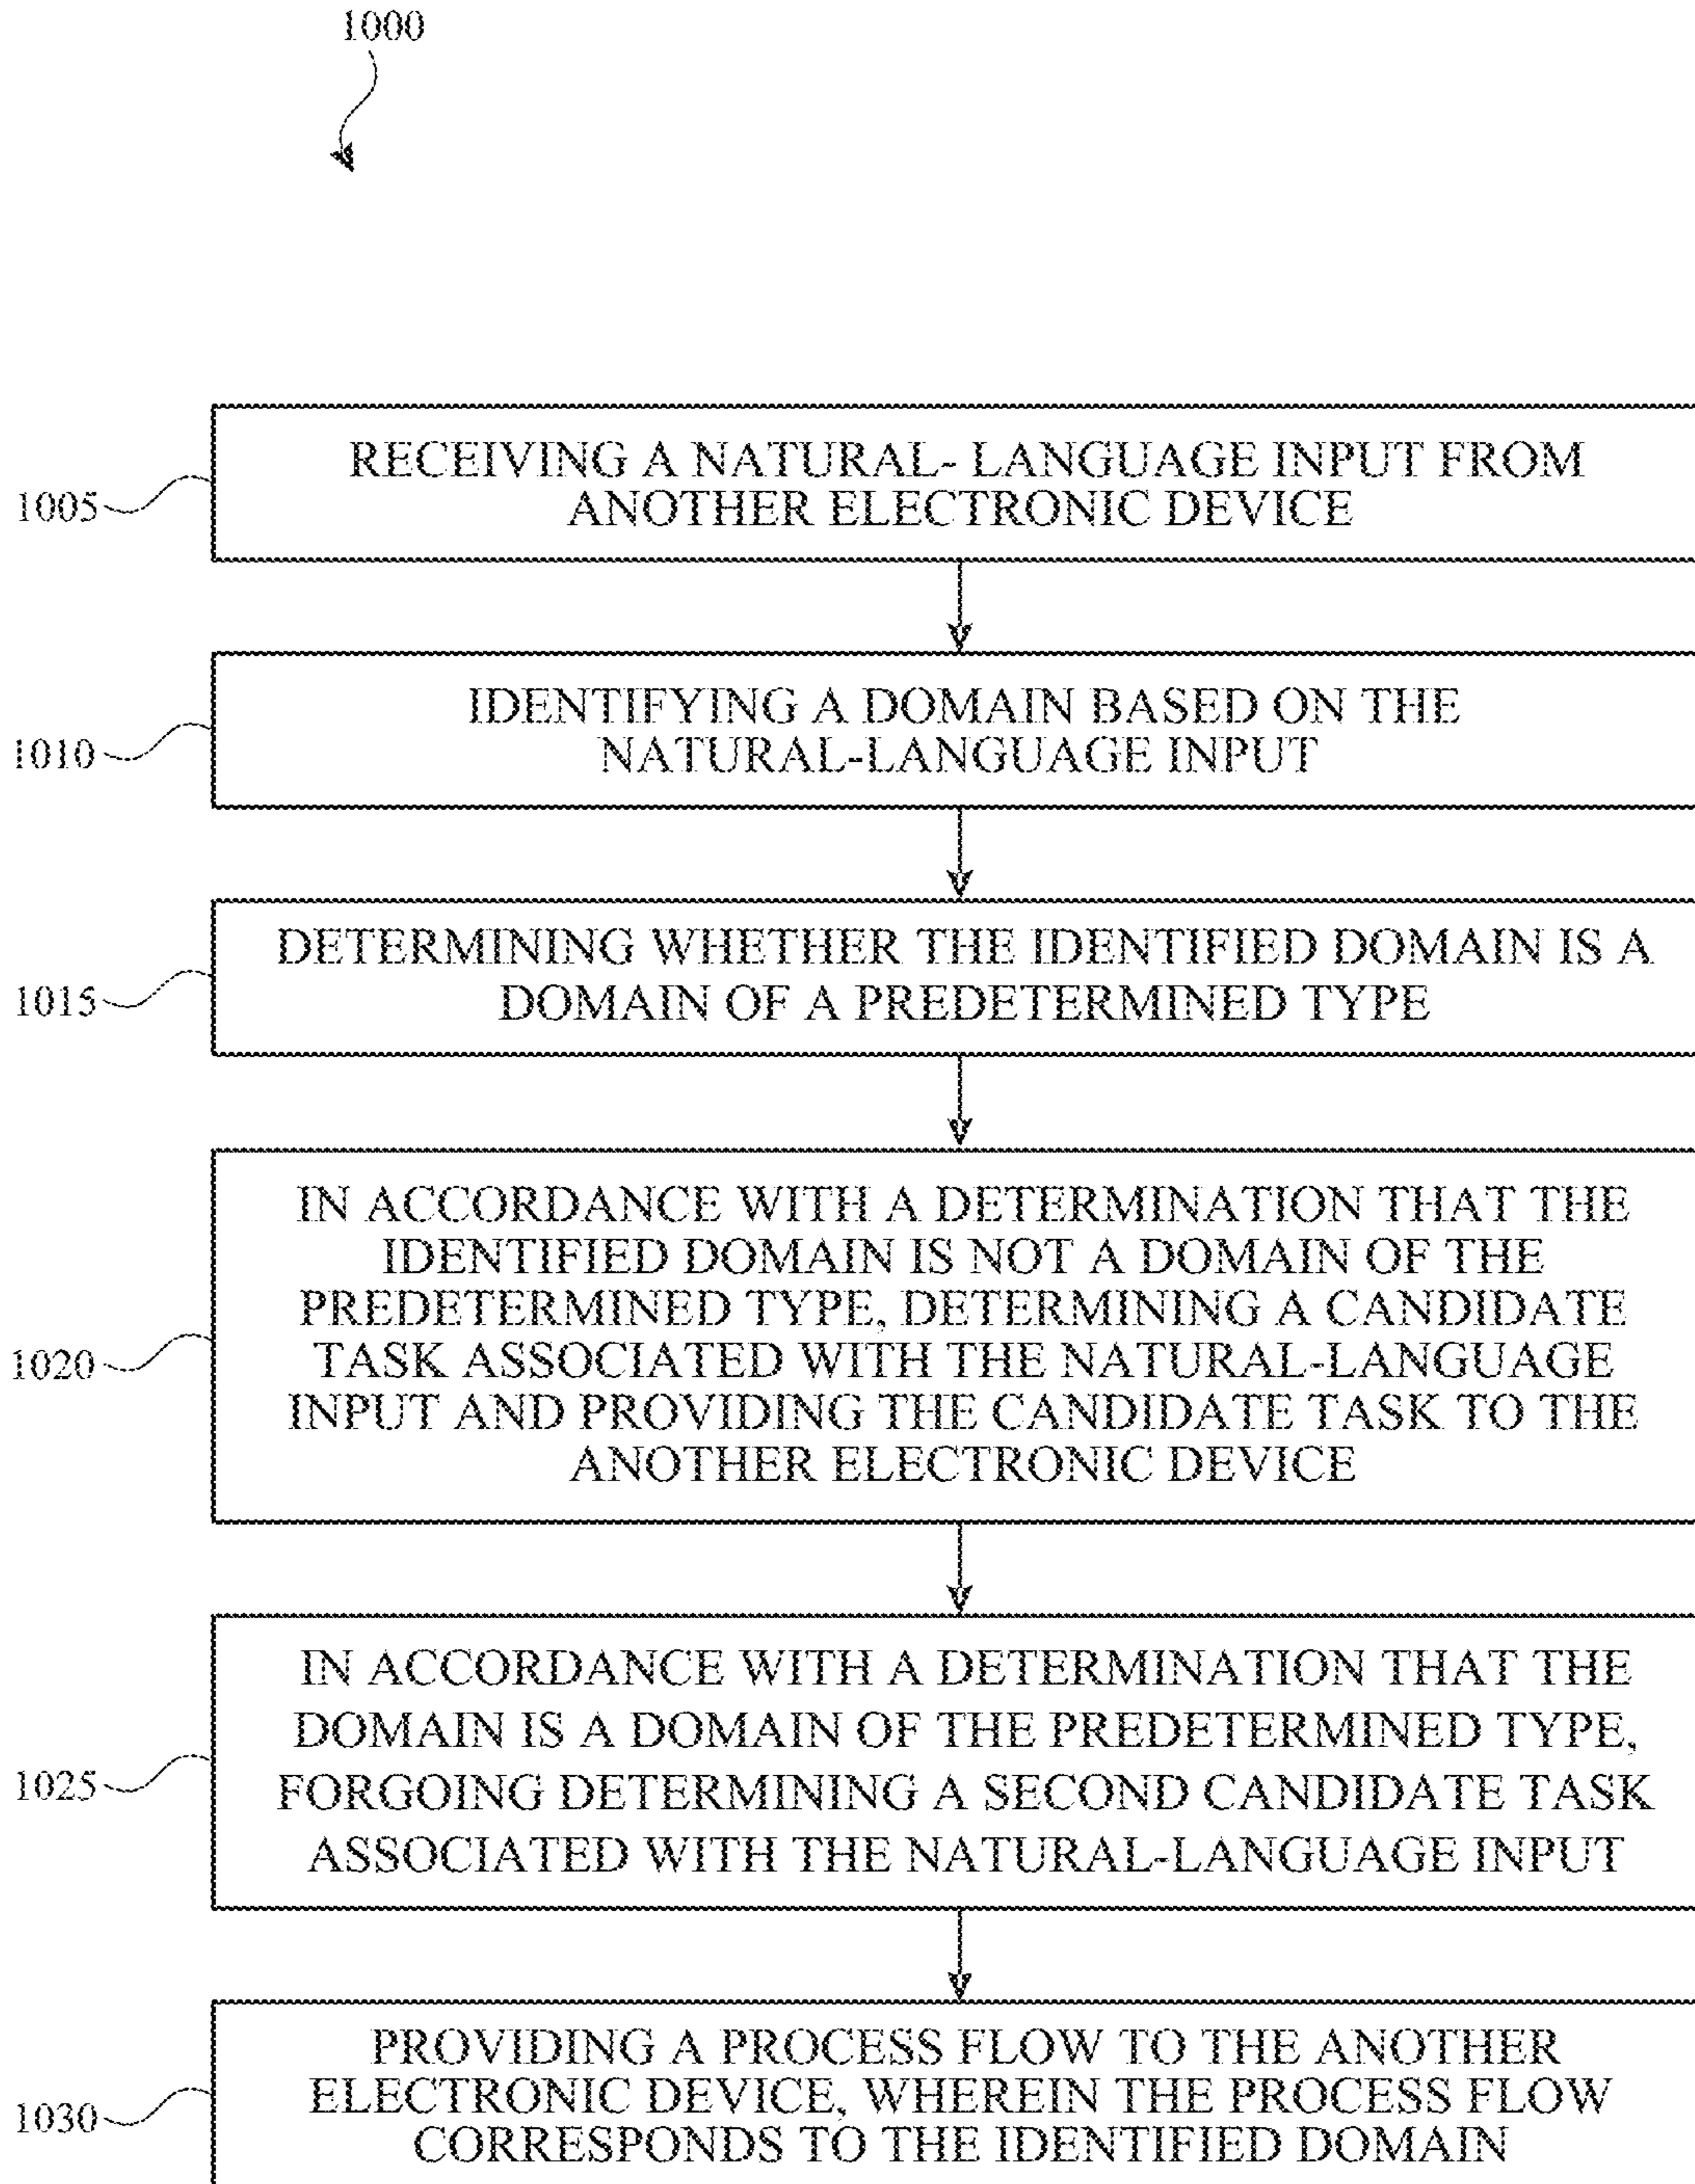 1000
RECEIVING A NATURAL- LANGUAGE INPUT FROM
ANOTHER ELECTRONIC DEVICE
1005
IDENTIFYING A DOMAIN BASED ON THE
NATURAL-LANGUAGE INPUT
1010
DETERMINING WHETHER THE IDENTIFIED DOMAIN IS A
DOMAIN OF A PREDETERMINED TYPE
1015
IN ACCORDANCE WITH A DETERMINATION THAT THE
IDENTIFIED DOMAIN IS NOT A DOMAIN OF THE
PREDETERMINED TYPE, DETERMINING A CANDIDATE
TASK ASSOCIATED WITH THE NATURAL-LANGUAGE
INPUT AND PROVIDING THE CANDIDATE TASK TO THE
ANOTHER ELECTRONIC DEVICE
1020
IN ACCORDANCE WITH A DETERMINATION THAT THE
DOMAIN IS A DOMAIN OF THE PREDETERMINED TYPE,
FORGOING DETERMINING A SECOND CANDIDATE TASK
ASSOCIATED WITH THE NATURAL-LANGUAGE INPUT
1025
PROVIDING A PROCESS FLOW TO THE ANOTHER
ELECTRONIC DEVICE, WHEREIN THE PROCESS FLOW
CORRESPONDS TO THE IDENTIFIED DOMAIN
1030